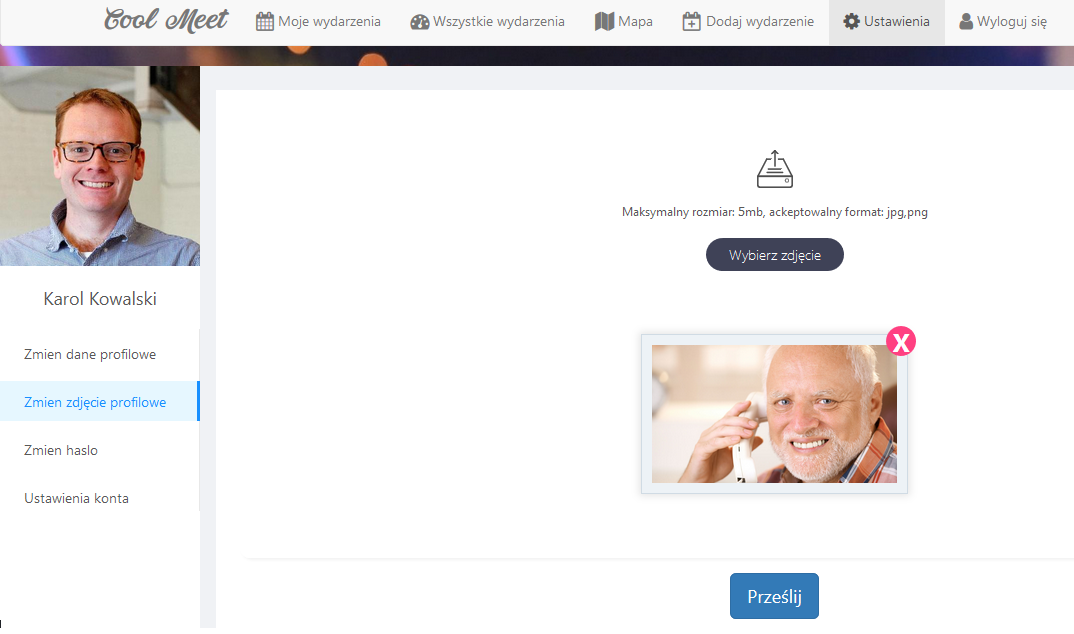 Cool Meet
Moje wydarzenia
Wszystkie wydarzenia
Mapa
Dodaj wydarzenie
Ustawienia
Wyloguj się
Karol Kowalski
Zmien dane profilowe
Zmien zdjęcie profilowe
Zmien haslo
Ustawienia konta
Maksymalny rozmiar: 5mb, ackeptowalny format: jpg,png
Wybierz zdjęcie
X
Prześlij